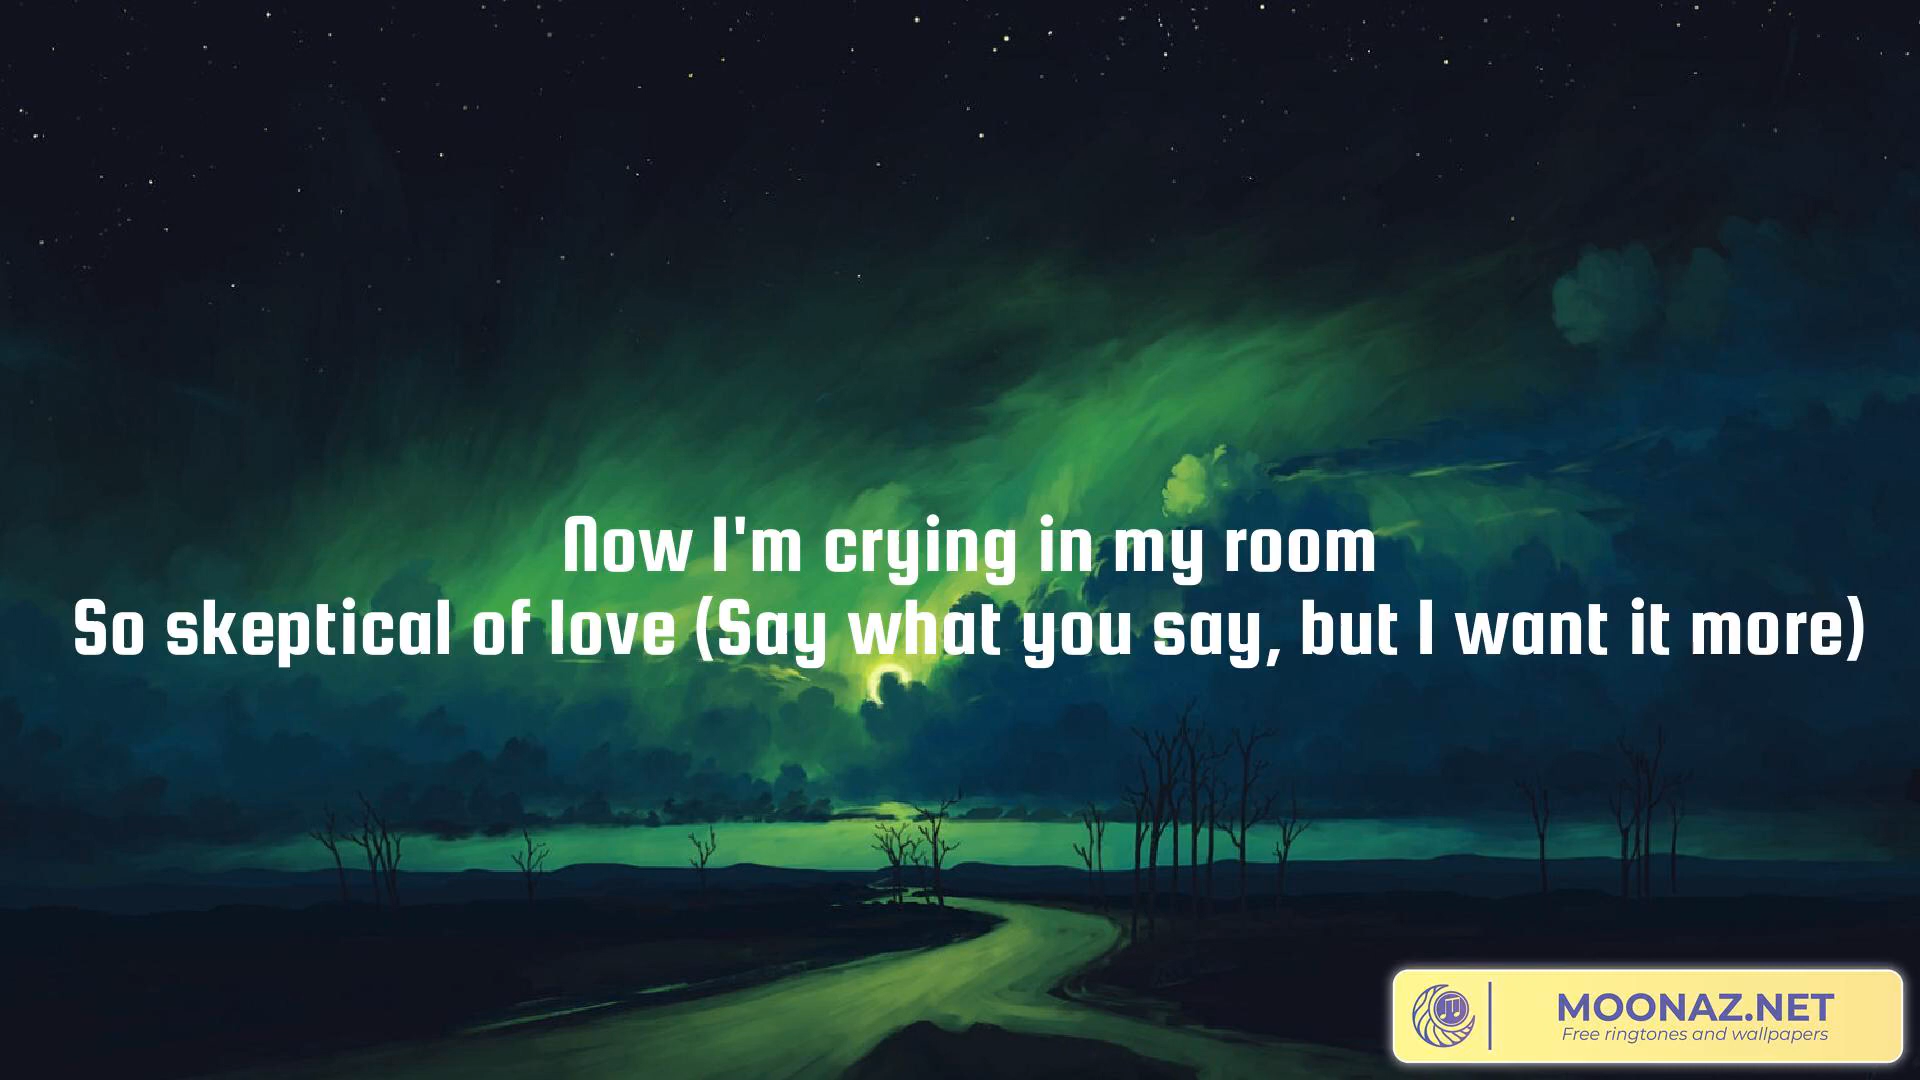 Now I'm crying in my room
So skeptical of love (Say what you say, but I want it more)
MOONAZ.NET
Free ringtones and wallpapers